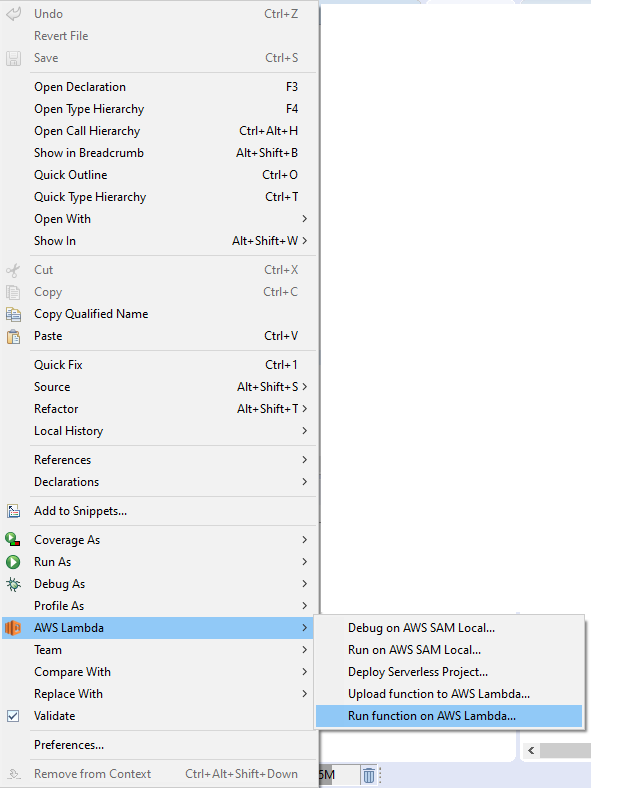 Undo Ctrl+Z
Revert File
Save Ctrl+S
Open Declaration F3
Open Type Hierarchy F4
Open Call Hierarchy Ctrl+Alt+H
Show in Breadcrumb Alt+Shift+B
Quick Outline Ctrl+O
Quick Type Hierarchy Ctrl+T
Open With
Show In Alt+Shift+W
Cut Ctrl+X
Copy Ctrl+C
Copy Qualified Name
Paste Ctrl+V
Quick Fix Ctrl+1
Source Alt+Shift+S
Refactor Alt+Shift+T
Local History
References
Declarations
Add to Snippets...
Coverage As
Run As
Debug As
Profile As
AWS Lambda
Team
Compare With
Replace With
Validate
Preferences...
Remove from Context Ctrl+Alt+Shift+Down
Debug on AWS SAM Local...
Run on AWS SAM Local...
Deploy Serverless Project...
Upload function to AWS Lambda...
Run function on AWS Lambda...